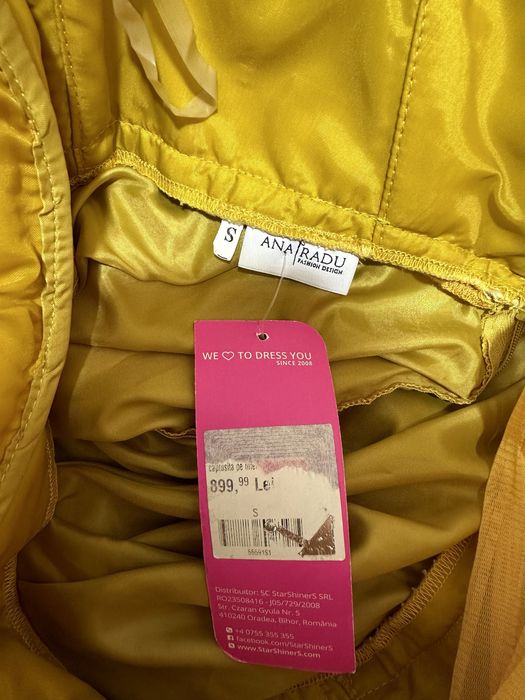 S
ANA RADU
FASHION DESIGN
WE ♡ TO DRESS YOU
SINCE 2008
captusita pe
899,99 Lei
S
Distribuitor: SC StarShinerS SRL
RO23508416 - J05/729/2008
Str. Czaran Gyula Nr. 5
410240 Oradea, Bihor, România
+4 0755 355 355
facebook.com/StarShinerS
www.StarShinerS.com